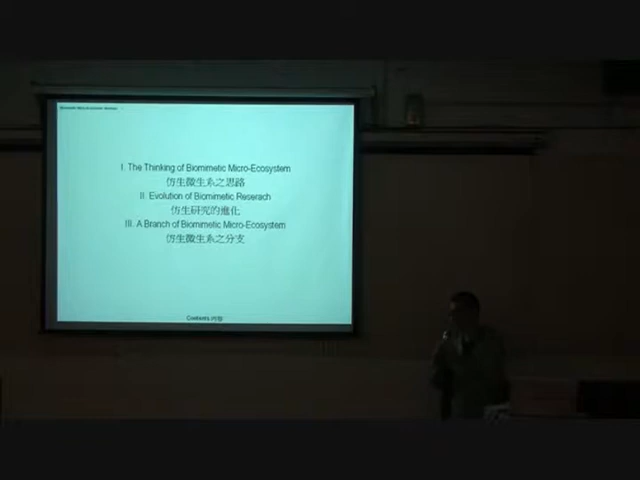 I. The Thinking of Biomimetic Micro-Ecosystem
仿生微生系之思路
II. Evolution of Biomimetic Reserach
仿生研究的進化
III. A Branch of Biomimetic Micro-Ecosystem
仿生微生系之分支
Contents 內容